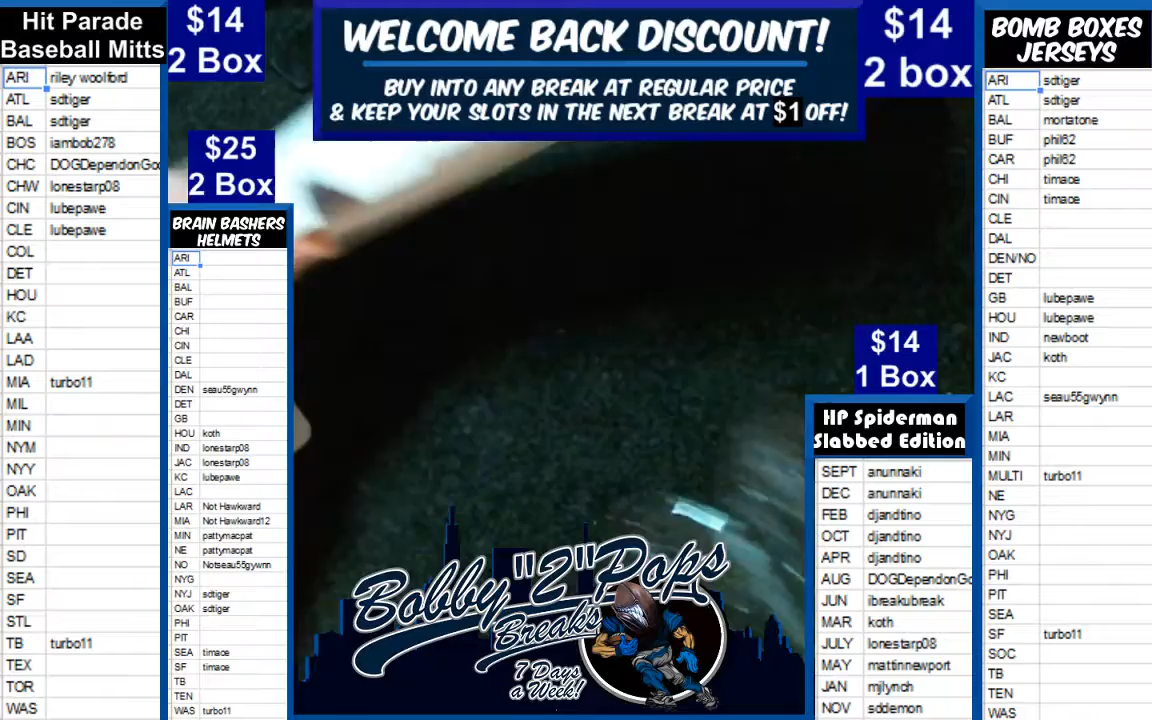 Hit Parade
Baseball Mitts
ARI riley woolford
ATL sdtiger
BAL sdtiger
BOS iambob278
CHC DOGDependonGoo
CHW lonestarp08
CIN lubepawe
CLE lubepawe
COL
DET
HOU
KC
LAA
LAD
MIA turbo11
MIL
MIN
NYM
NYY
OAK
PHI
PIT
SD
SEA
SF
STL
TB turbo11
TEX
TOR
WAS
$14
2 Box
$25
2 Box
BRAIN BASHERS
HELMETS
ARI
ATL
BAL
BUF
CAR
CHI
CIN
CLE
DAL
DEN seau55gwynn
DET
GB
HOU koth
IND lonestarp08
JAC lonestarp08
KC lubepawe
LAC
LAR Not Hawkward
MIA Not Hawkward12
MIN pattymacpat
NE pattymacpat
NO Notseau55gywnn
NYG
NYJ sdtiger
OAK sdtiger
PHI
PIT
SEA timace
SF timace
TB
TEN
WAS turbo11
WELCOME BACK DISCOUNT!
BUY INTO ANY BREAK AT REGULAR PRICE
& KEEP YOUR SLOTS IN THE NEXT BREAK AT $1 OFF!
Bobby "2" Pops
Breaks
7 Days
a Week!
$14
2 box
$14
1 Box
HP Spiderman
Slabbed Edition
SEPT anunnaki
DEC anunnaki
FEB djandtino
OCT djandtino
APR djandtino
AUG DOGDependonGo
JUN ibreakubreak
MAR koth
JULY lonestarp08
MAY mattinnewport
JAN mjlynch
NOV sddemon
BOMB BOXES
JERSEYS
ARI sdtiger
ATL sdtiger
BAL mortatone
BUF phil62
CAR phil62
CHI timace
CIN timace
CLE
DAL
DEN/NO
DET
GB lubepawe
HOU lubepawe
IND newboot
JAC koth
KC
LAC seau55gwynn
LAR
MIA
MIN
MULTI turbo11
NE
NYG
NYJ
OAK
PHI
PIT
SEA
SF turbo11
SOC
TB
TEN
WAS